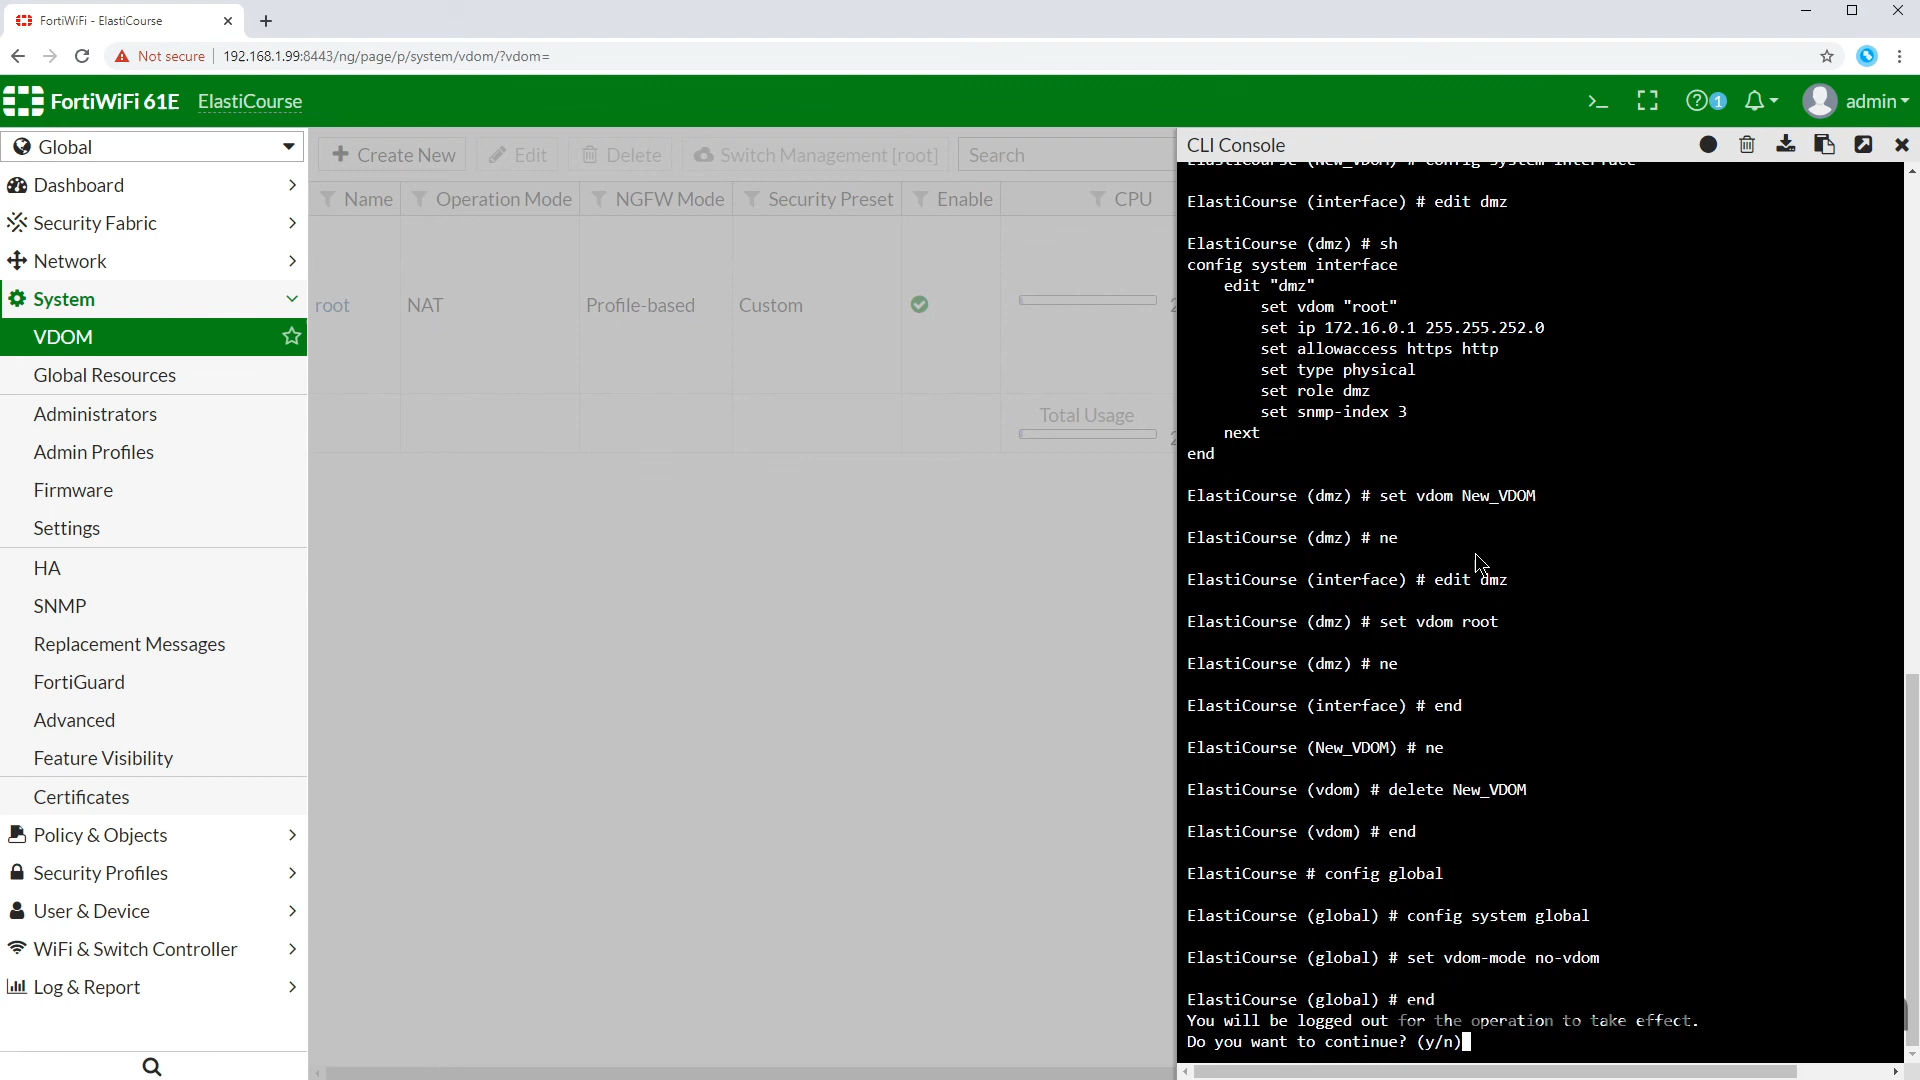 FortiWiFi - ElastiCourse
Not secure
192.168.1.99:8443/ng/page/p/system/vdom/?vdom=
FortiWiFi 61E
ElastiCourse
1
admin
Global
Dashboard
Security Fabric
Network
System
VDOM
Global Resources
Administrators
Admin Profiles
Firmware
Settings
HA
SNMP
Replacement Messages
FortiGuard
Advanced
Feature Visibility
Certificates
Policy & Objects
Security Profiles
User & Device
WiFi & Switch Controller
Log & Report
Create New
Edit
Delete
Switch Management [root]
Search
Name
Operation Mode
NGFW Mode
Security Preset
Enable
CPU
root
NAT
Profile-based
Custom
Total Usage
CLI Console
ElastiCourse (New_VDOM) # config system interface
ElastiCourse (interface) # edit dmz
ElastiCourse (dmz) # sh
config system interface
edit "dmz"
set vdom "root"
set ip 172.16.0.1 255.255.252.0
set allowaccess https http
set type physical
set role dmz
set snmp-index 3
next
end
ElastiCourse (dmz) # set vdom New_VDOM
ElastiCourse (dmz) # ne
ElastiCourse (interface) # edit dmz
ElastiCourse (dmz) # set vdom root
ElastiCourse (dmz) # ne
ElastiCourse (interface) # end
ElastiCourse (New_VDOM) # ne
ElastiCourse (vdom) # delete New_VDOM
ElastiCourse (vdom) # end
ElastiCourse # config global
ElastiCourse (global) # config system global
ElastiCourse (global) # set vdom-mode no-vdom
ElastiCourse (global) # end
You will be logged out for the operation to take effect.
Do you want to continue? (y/n)